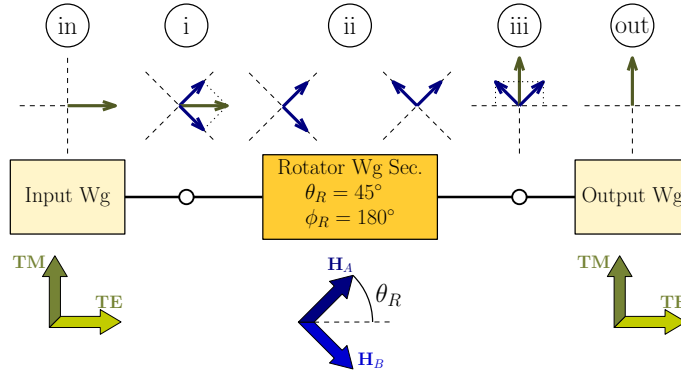 in i ii iii out
Input Wg
Rotator Wg Sec.
θ_R = 45°
ϕ_R = 180°
Output Wg
TM
TE
H_A
θ_R
H_B
TM
TE